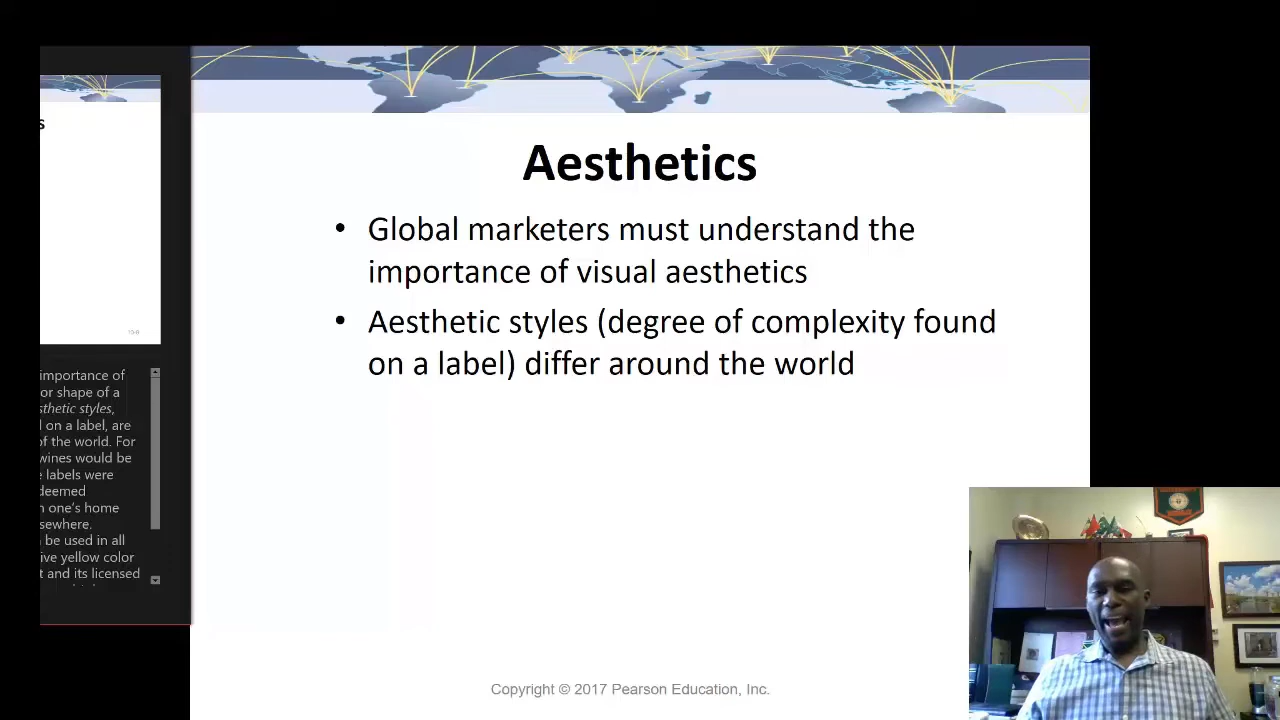 s
10-8
importance of
or shape of a
sthetic styles,
on a label, are
of the world. For
wines would be
labels were
deemed
n one's home
sewhere.
be used in all
ive yellow color
t and its licensed
Aesthetics
• Global marketers must understand the
importance of visual aesthetics
• Aesthetic styles (degree of complexity found
on a label) differ around the world
Copyright © 2017 Pearson Education, Inc.